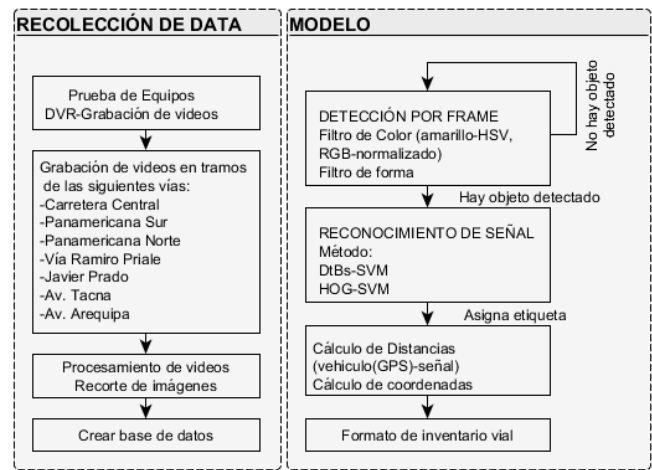 RECOLECCIÓN DE DATA
Prueba de Equipos
DVR-Grabación de videos
Grabación de videos en tramos
de las siguientes vías:
-Carretera Central
-Panamericana Sur
-Panamericana Norte
-Vía Ramiro Priale
-Javier Prado
-Av. Tacna
-Av. Arequipa
Procesamiento de videos
Recorte de imágenes
Crear base de datos
MODELO
DETECCIÓN POR FRAME
Filtro de Color (amarillo-HSV,
RGB-normalizado)
Filtro de forma
No hay objeto
detectado
Hay objeto detectado
RECONOCIMIENTO DE SEÑAL
Método:
DtBs-SVM
HOG-SVM
Asigna etiqueta
Cálculo de Distancias
(vehiculo(GPS)-señal)
Cálculo de coordenadas
Formato de inventario vial